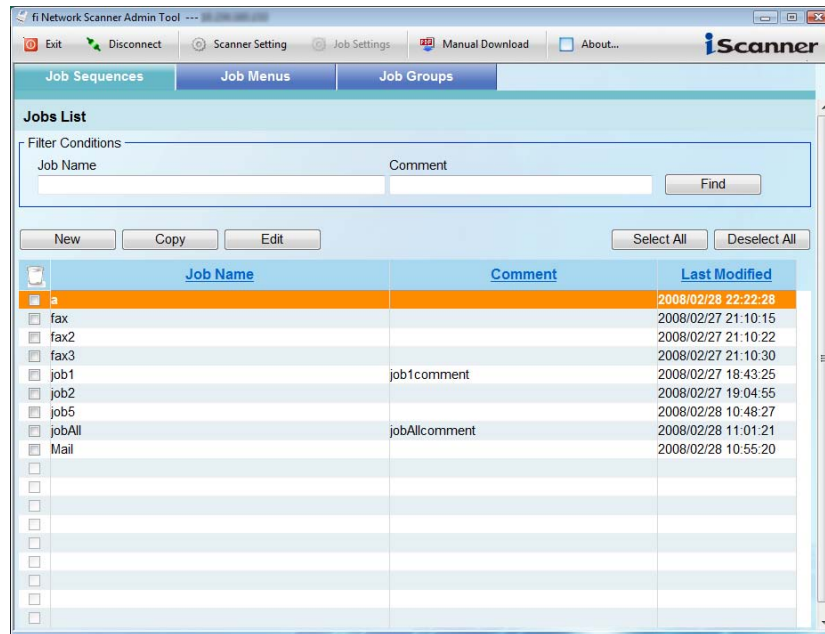 fi Network Scanner Admin Tool ---
Exit Disconnect Scanner Setting Job Settings Manual Download About... iScanner
Job Sequences Job Menus Job Groups
Jobs List
Filter Conditions
Job Name Comment
Find
New Copy Edit Select All Deselect All
Job Name Comment Last Modified
a 2008/02/28 22:22:28
fax 2008/02/27 21:10:15
fax2 2008/02/27 21:10:22
fax3 2008/02/27 21:10:30
job1 job1comment 2008/02/27 18:43:25
job2 2008/02/27 19:04:55
job5 2008/02/28 10:48:27
jobAll jobAllcomment 2008/02/28 11:01:21
Mail 2008/02/28 10:55:20